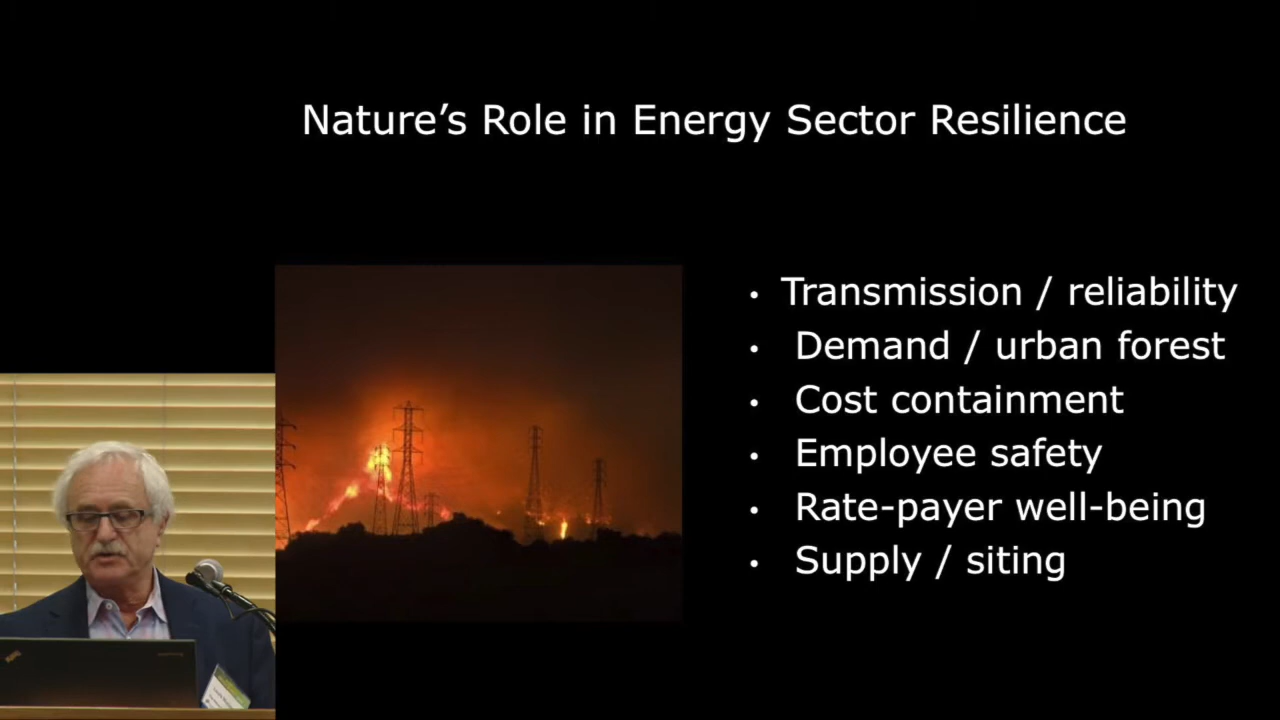 Nature’s Role in Energy Sector Resilience
• Transmission / reliability
• Demand / urban forest
• Cost containment
• Employee safety
• Rate-payer well-being
• Supply / siting